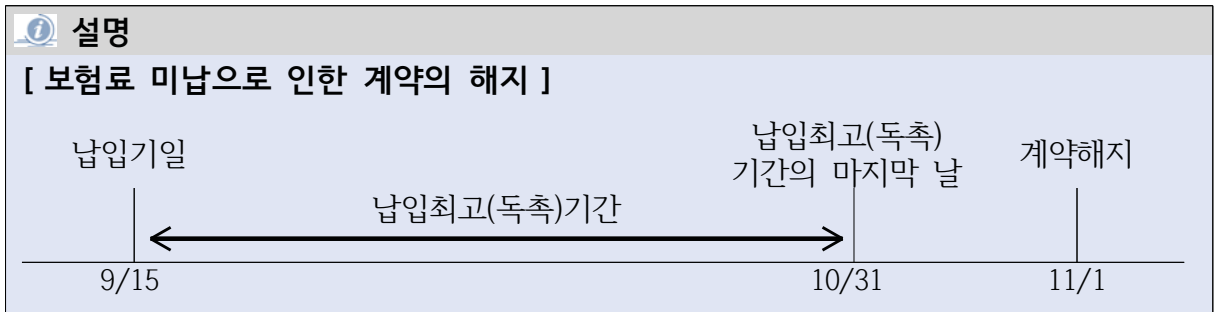 설명
[ 보험료 미납으로 인한 계약의 해지 ]
납입기일
납입최고(독촉)
기간의 마지막 날
계약해지
납입최고(독촉)기간
9/15
10/31
11/1